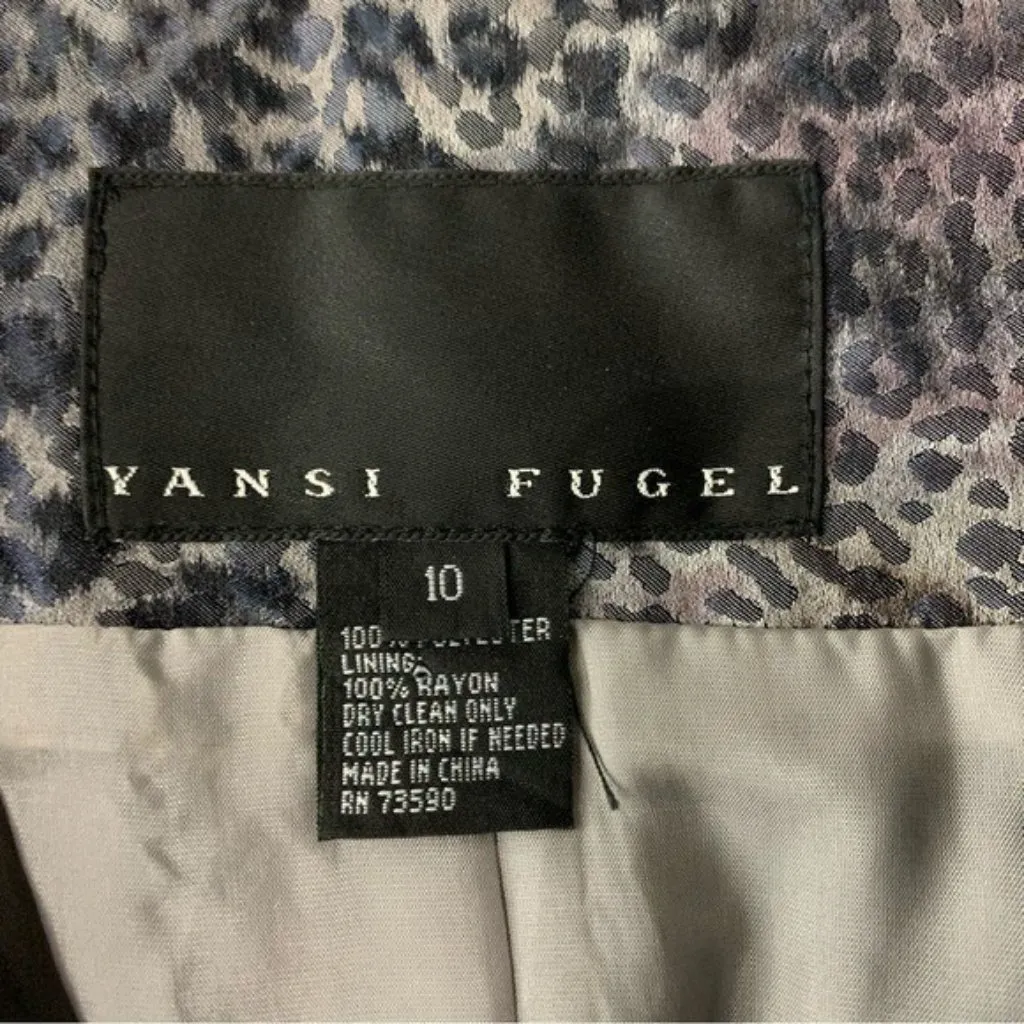 YANSI FUGEL
10
100% POLYESTER
LINING:
100% RAYON
DRY CLEAN ONLY
COOL IRON IF NEEDED
MADE IN CHINA
RN 73590